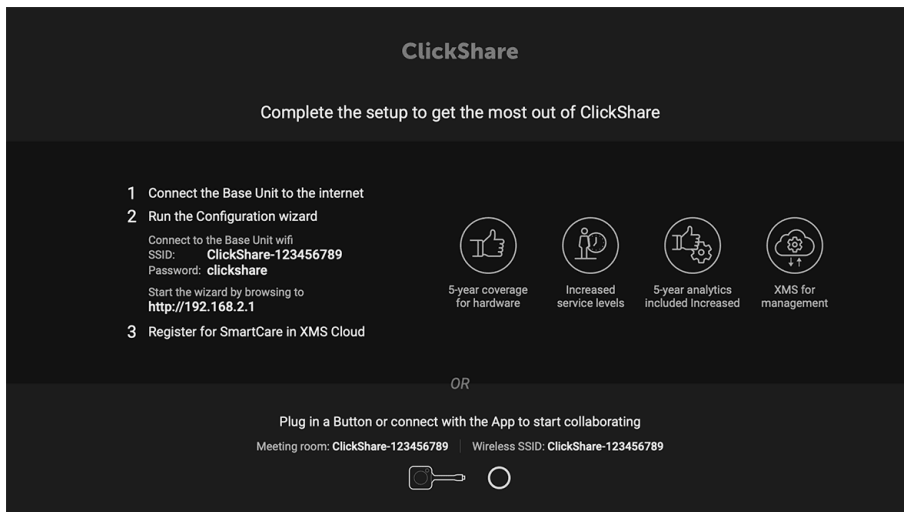 ClickShare
Complete the setup to get the most out of ClickShare
1 Connect the Base Unit to the internet
2 Run the Configuration wizard
Connect to the Base Unit wifi
SSID: ClickShare-123456789
Password: clickshare
Start the wizard by browsing to
http://192.168.2.1
3 Register for SmartCare in XMS Cloud
5-year coverage
for hardware
Increased
service levels
5-year analytics
included Increased
XMS for
management
OR
Plug in a Button or connect with the App to start collaborating
Meeting room: ClickShare-123456789 | Wireless SSID: ClickShare-123456789